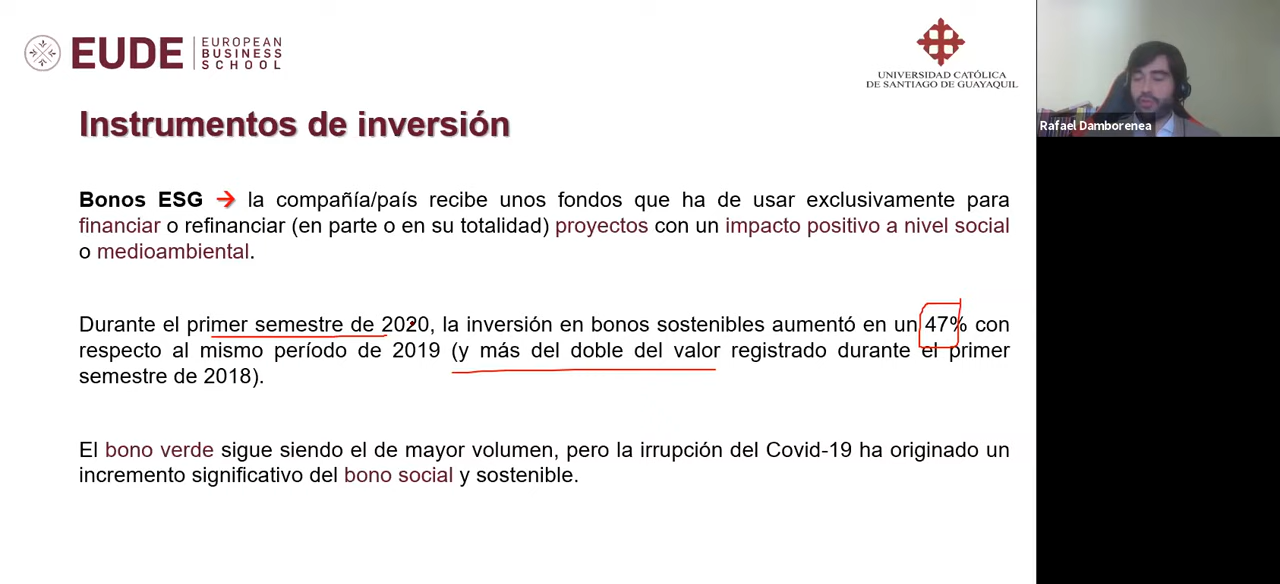 EUDE
EUROPEAN
BUSINESS
SCHOOL
UNIVERSIDAD CATÓLICA
DE SANTIAGO DE GUAYAQUIL
Rafael Damborenea
Instrumentos de inversión
Bonos ESG → la compañía/país recibe unos fondos que ha de usar exclusivamente para
financiar o refinanciar (en parte o en su totalidad) proyectos con un impacto positivo a nivel social
o medioambiental.
Durante el primer semestre de 2020, la inversión en bonos sostenibles aumentó en un 47% con
respecto al mismo período de 2019 (y más del doble del valor registrado durante el primer
semestre de 2018).
El bono verde sigue siendo el de mayor volumen, pero la irrupción del Covid-19 ha originado un
incremento significativo del bono social y sostenible.